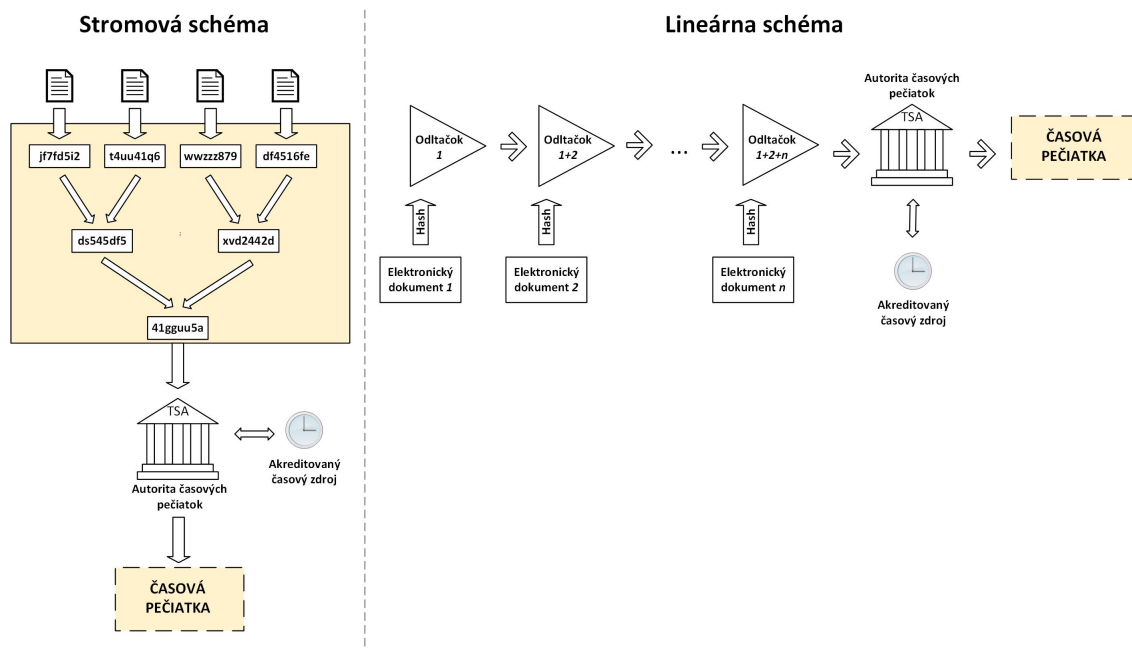 Stromová schéma
jf7fd5i2
t4uu41q6
wwzzz879
df4516fe
ds545df5
xvd2442d
41gguu5a
TSA
Autorita časových
pečiatok
Akreditovaný
časový zdroj
ČASOVÁ
PEČIATKA
Lineárna schéma
Odltačok
1
Odltačok
1+2
...
Odltačok
1+2+n
Hash
Hash
Hash
Elektronický
dokument 1
Elektronický
dokument 2
Elektronický
dokument n
Autorita časových
pečiatok
TSA
Akreditovaný
časový zdroj
ČASOVÁ
PEČIATKA